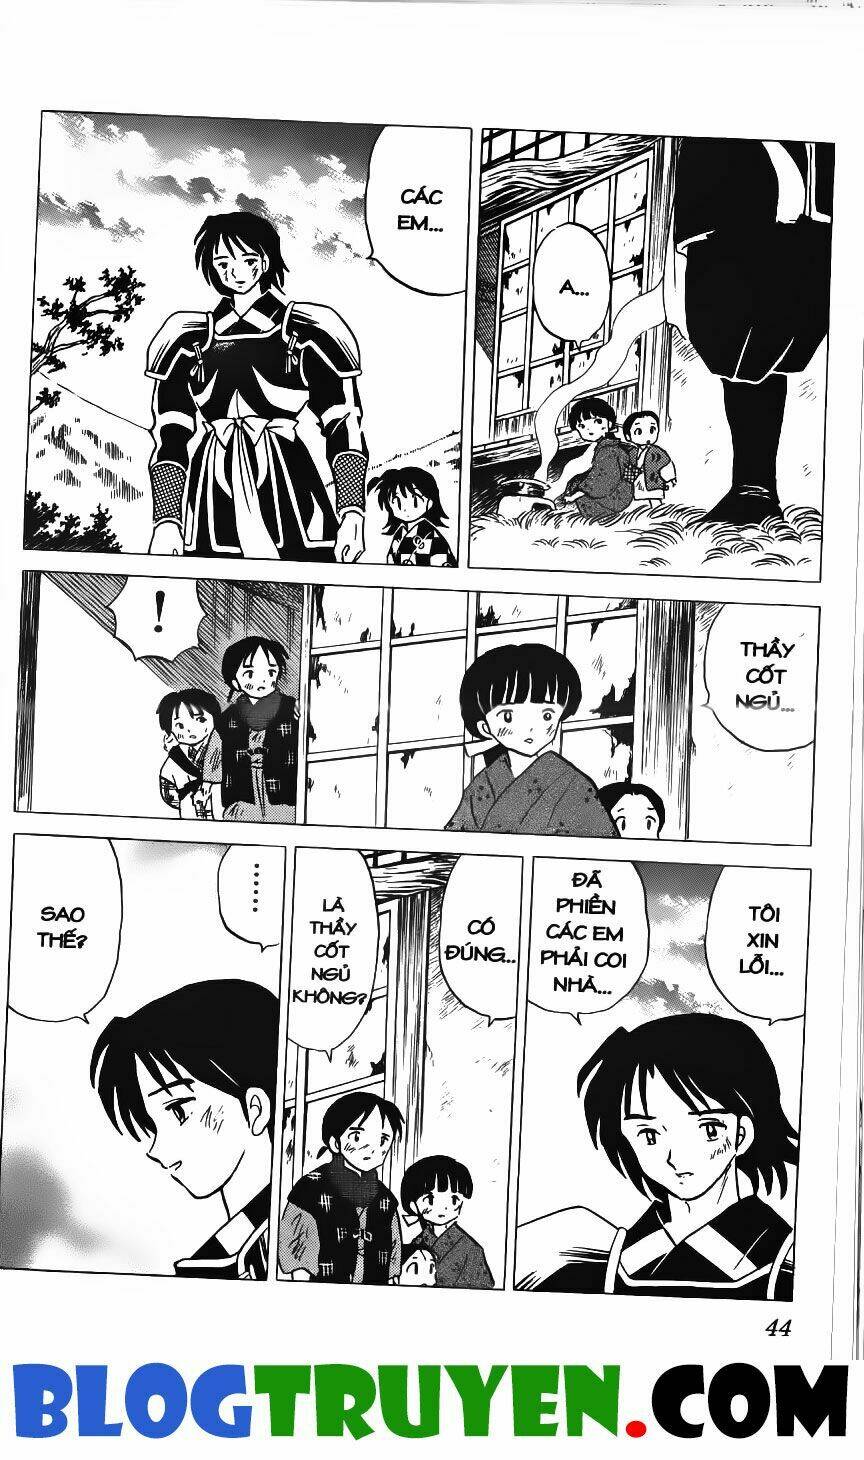 A...
CÁC
EM...
THẦY
CỐT
NGỦ...
!
TÔI
XIN
LỖI...
ĐÃ
PHIỀN
CÁC EM
PHẢI COI
NHÀ...
CÓ
ĐÚNG...
LÀ
THẦY
CỐT
NGỦ
KHÔNG?
......
SAO
THẾ?
44
BLOGTRUYEN.COM